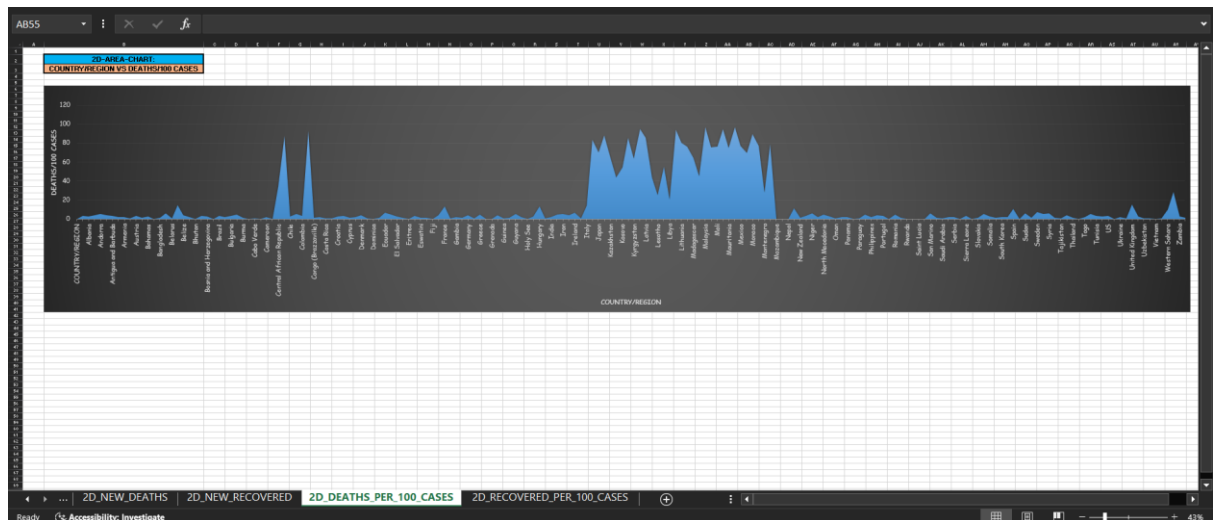 AB55
fx
2D-AREA-CHART:
COUNTRY/REGION VS DEATHS/100 CASES
DEATHS/100 CASES
120
100
80
60
40
20
0
COUNTRY/REGION
Albania
Andorra
Antigua and Barbuda
Armenia
Austria
Bahamas
Bangladesh
Belarus
Belize
Bhutan
Bosnia and Herzegovina
Brazil
Bulgaria
Burma
Cabo Verde
Cameroon
Central African Republic
Chile
Colombia
Congo (Brazzaville)
Costa Rica
Croatia
Cyprus
Denmark
Dominica
Ecuador
El Salvador
Eritrea
Eswatini
Fiji
France
Gambia
Germany
Greece
Grenada
Guinea
Guyana
Holy See
Hungary
India
Iran
Ireland
Italy
Japan
Kazakhstan
Kosovo
Kyrgyzstan
Latvia
Lesotho
Libya
Lithuania
Madagascar
Malaysia
Mali
Mauritania
Mexico
Monaco
Montenegro
Mozambique
Nepal
New Zealand
Niger
North Macedonia
Oman
Panama
Paraguay
Philippines
Portugal
Romania
Rwanda
Saint Lucia
San Marino
Saudi Arabia
Serbia
Sierra Leone
Slovakia
Somalia
South Korea
Spain
Sudan
Sweden
Syria
Tajikistan
Thailand
Togo
Tunisia
US
Ukraine
United Kingdom
Uzbekistan
Vietnam
Western Sahara
Zambia
COUNTRY/REGION
... 2D_NEW_DEATHS 2D_NEW_RECOVERED 2D_DEATHS_PER_100_CASES 2D_RECOVERED_PER_100_CASES
Ready Accessibility: Investigate 43%